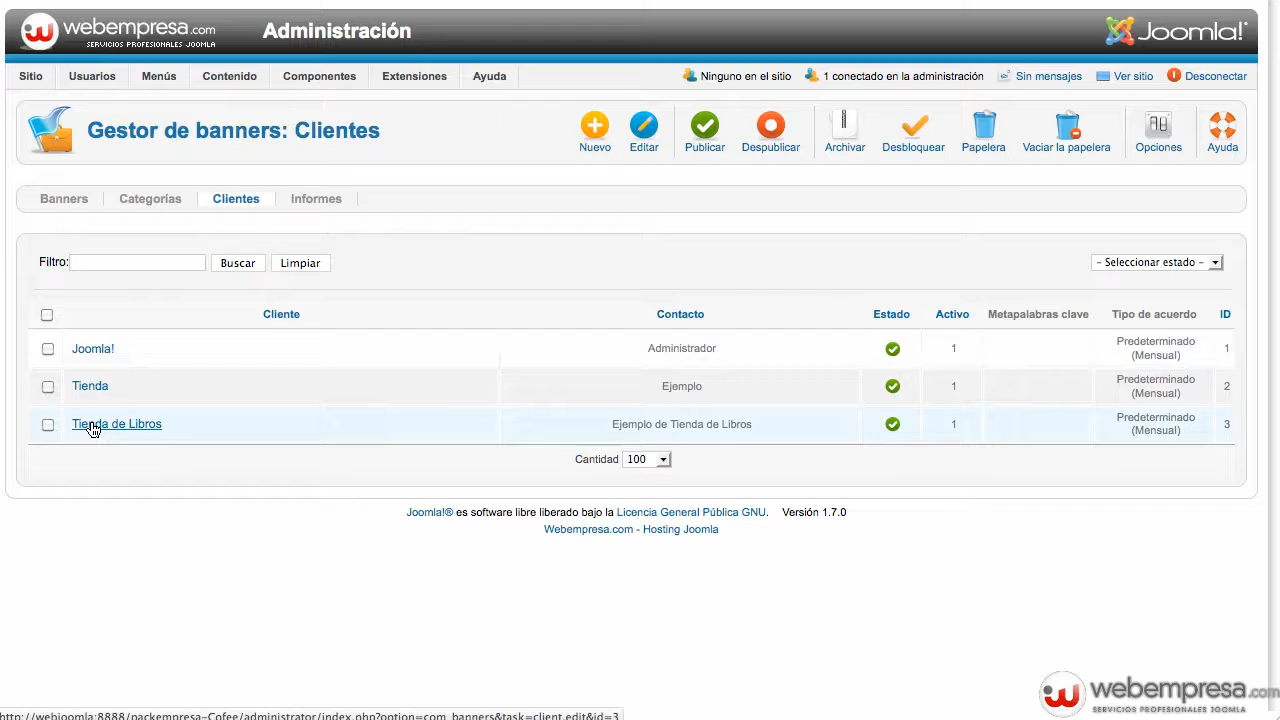 webempresa.com
SERVICIOS PROFESIONALES JOOMLA
Administración
Joomla!
Sitio Usuarios Menús Contenido Componentes Extensiones Ayuda Ninguno en el sitio 1 conectado en la administración Sin mensajes Ver sitio Desconectar
Gestor de banners: Clientes
Nuevo Editar Publicar Despublicar Archivar Desbloquear Papelera Vaciar la papelera Opciones Ayuda
Banners Categorías Clientes Informes
Filtro: Buscar Limpiar - Seleccionar estado -
Cliente Contacto Estado Activo Metapalabras clave Tipo de acuerdo ID
Joomla! Administrador 1 Predeterminado (Mensual) 1
Tienda Ejemplo 1 Predeterminado (Mensual) 2
Tienda de Libros Ejemplo de Tienda de Libros 1 Predeterminado (Mensual) 3
Cantidad 100
Joomla!® es software libre liberado bajo la Licencia General Pública GNU. Versión 1.7.0
Webempresa.com - Hosting Joomla
webempresa.com
SERVICIOS PROFESIONALES JOOMLA
http://webjoomla:8888/packempresa-Cofee/administrator/index.php?option=com_banners&task=client.edit&id=3